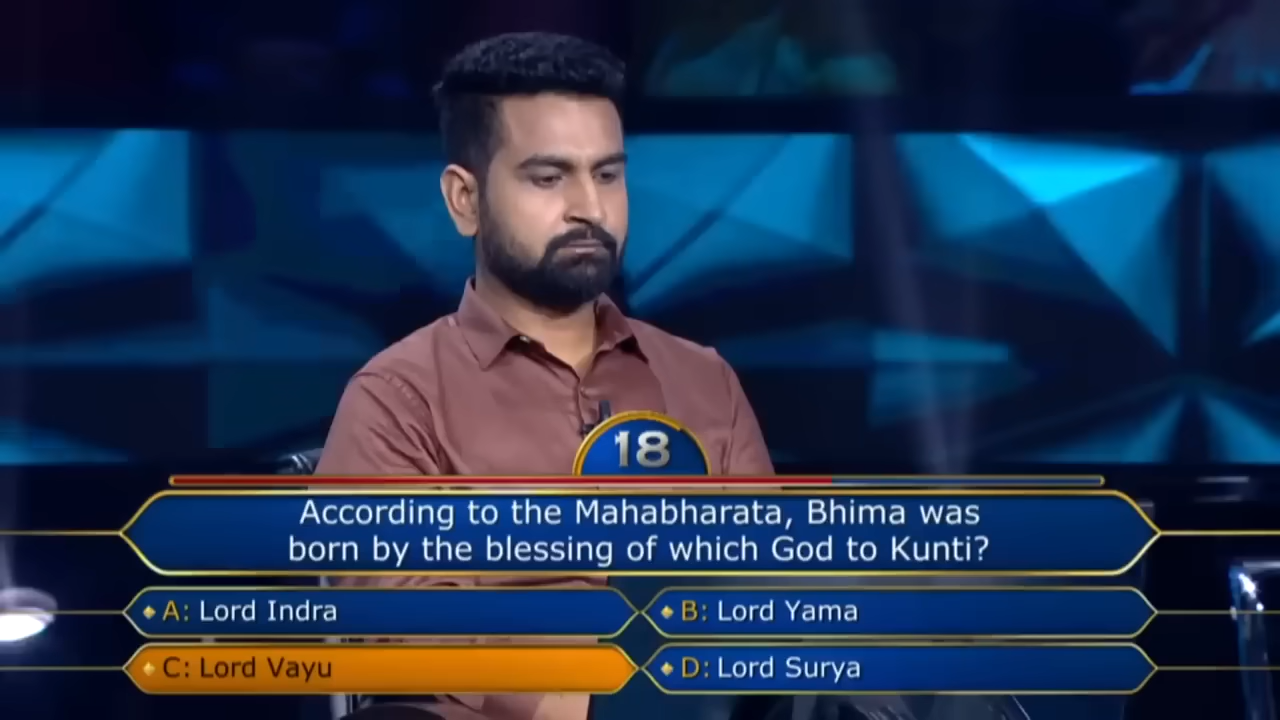 18
According to the Mahabharata, Bhima was
born by the blessing of which God to Kunti?
A: Lord Indra
B: Lord Yama
C: Lord Vayu
D: Lord Surya